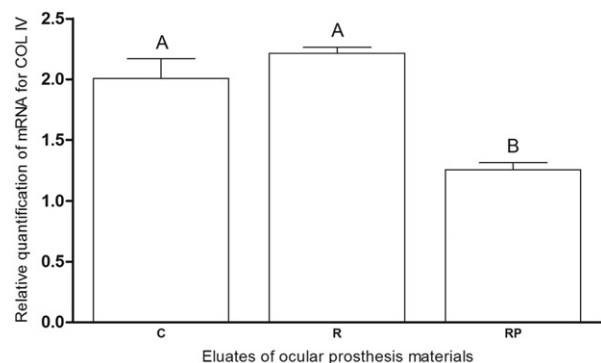 Relative quantification of mRNA for COL IV
2.5
2.0
1.5
1.0
0.5
0.0
A
A
B
C
R
RP
Eluates of ocular prosthesis materials